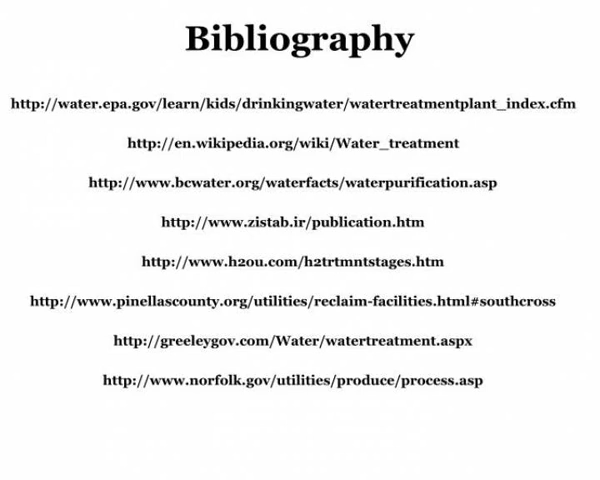 Bibliography
http://water.epa.gov/learn/kids/drinkingwater/watertreatmentplant_index.cfm
http://en.wikipedia.org/wiki/Water_treatment
http://www.bcwater.org/waterfacts/waterpurification.asp
http://www.zistab.ir/publication.htm
http://www.h2ou.com/h2trtmntstages.htm
http://www.pinellascounty.org/utilities/reclaim-facilities.html#southcross
http://greeleygov.com/Water/watertreatment.aspx
http://www.norfolk.gov/utilities/produce/process.asp